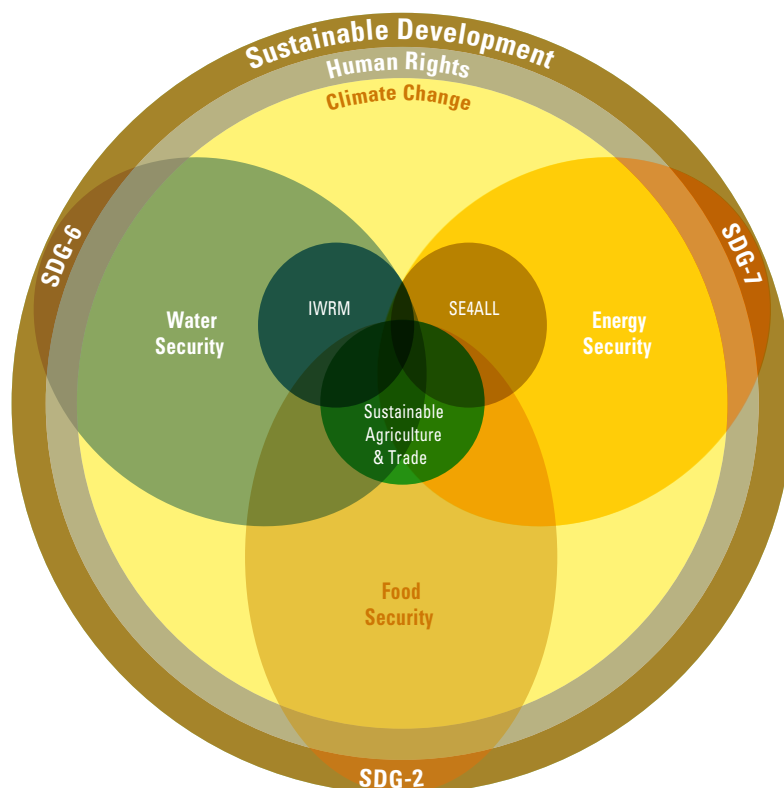 Sustainable Development
Human Rights
Climate Change
SDG-6
SDG-7
IWRM
SE4ALL
Water
Security
Energy
Security
Sustainable
Agriculture
& Trade
Food
Security
SDG-2